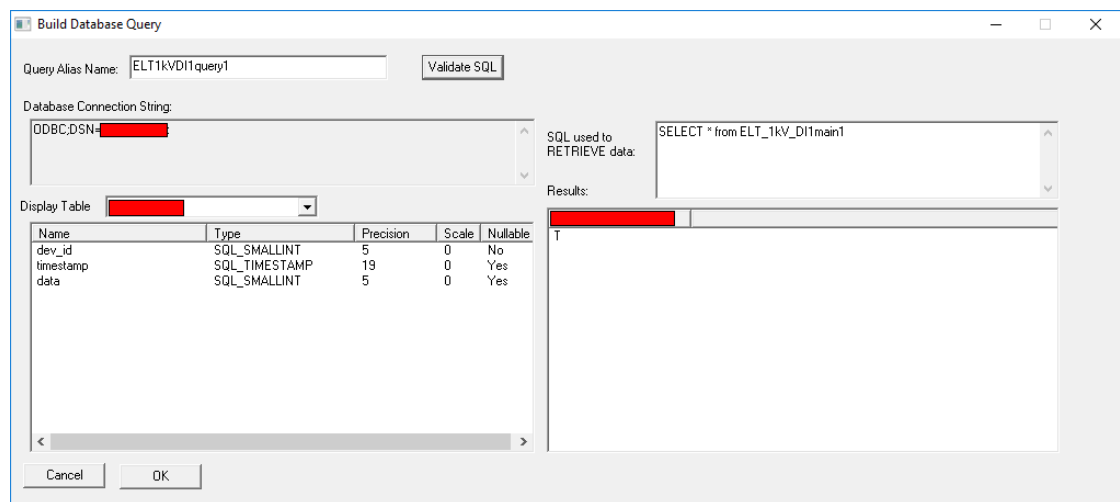 Build Database Query
Query Alias Name: ELT1kVDI1query1 Validate SQL
Database Connection String:
ODBC;DSN=
SQL used to
RETRIEVE data:
SELECT * from ELT_1kV_DI1main1
Results:
Display Table
Name Type Precision Scale Nullable
dev_id SQL_SMALLINT 5 0 No
timestamp SQL_TIMESTAMP 19 0 Yes
data SQL_SMALLINT 5 0 Yes
T
Cancel OK